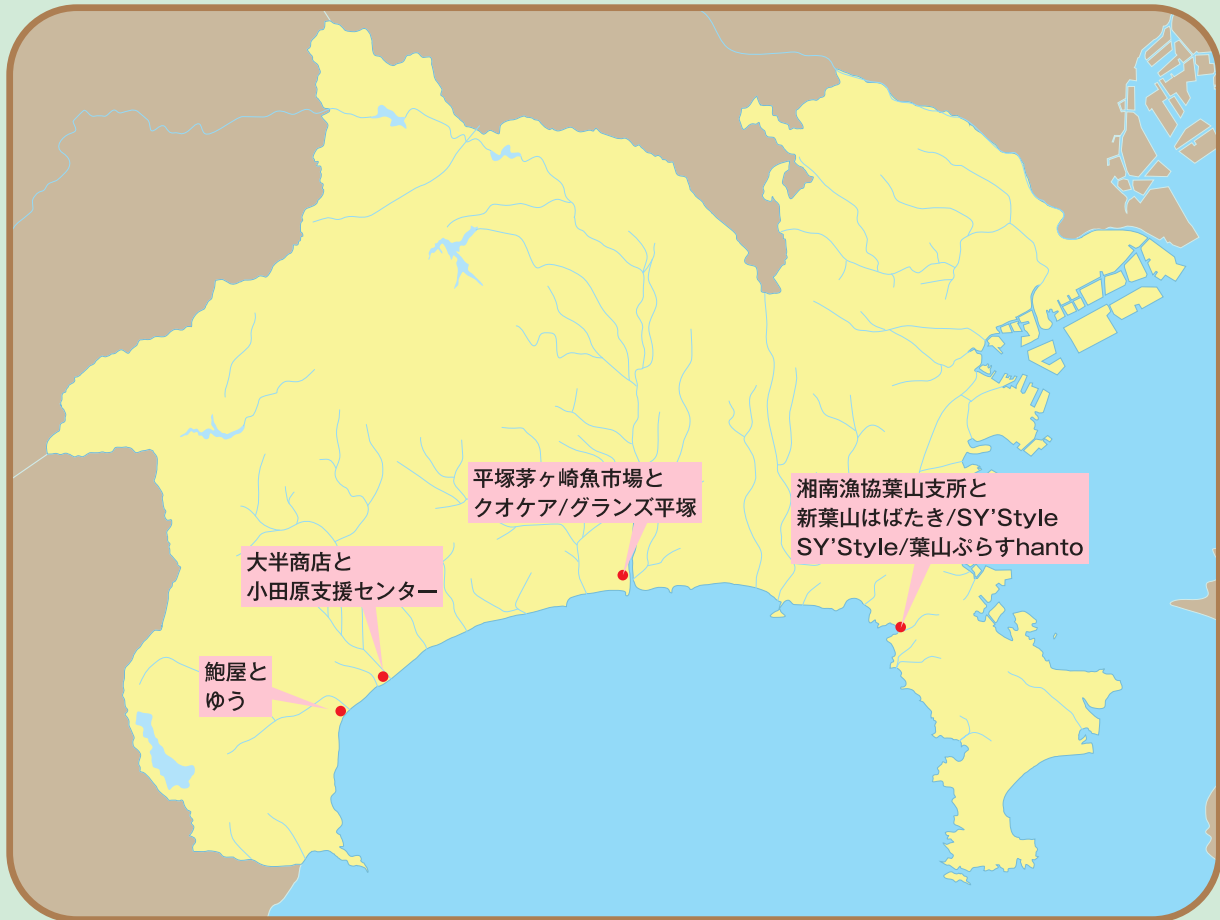 平塚茅ヶ崎魚市場と
クオケア/グランズ平塚
湘南漁協葉山支所と
新葉山はばたき/SY'Style
SY'Style/葉山ぷらすhanto
大半商店と
小田原支援センター
鮑屋と
ゆう